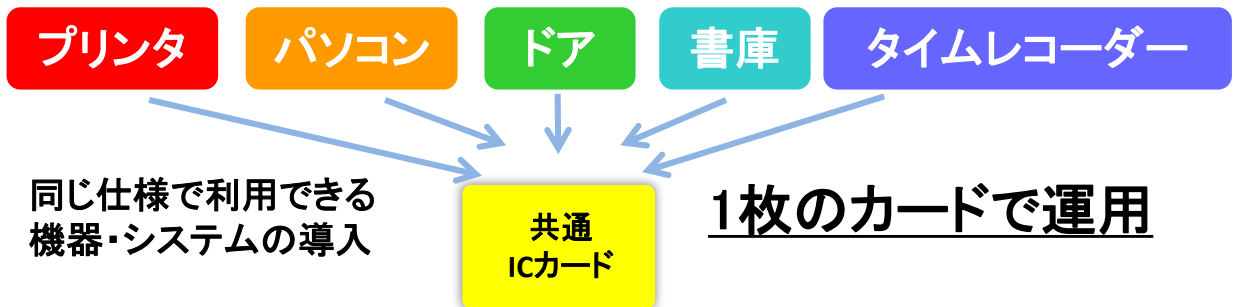 プリンタ
パソコン
ドア
書庫
タイムレコーダー
同じ仕様で利用できる
機器・システムの導入
共通
ICカード
1枚のカードで運用